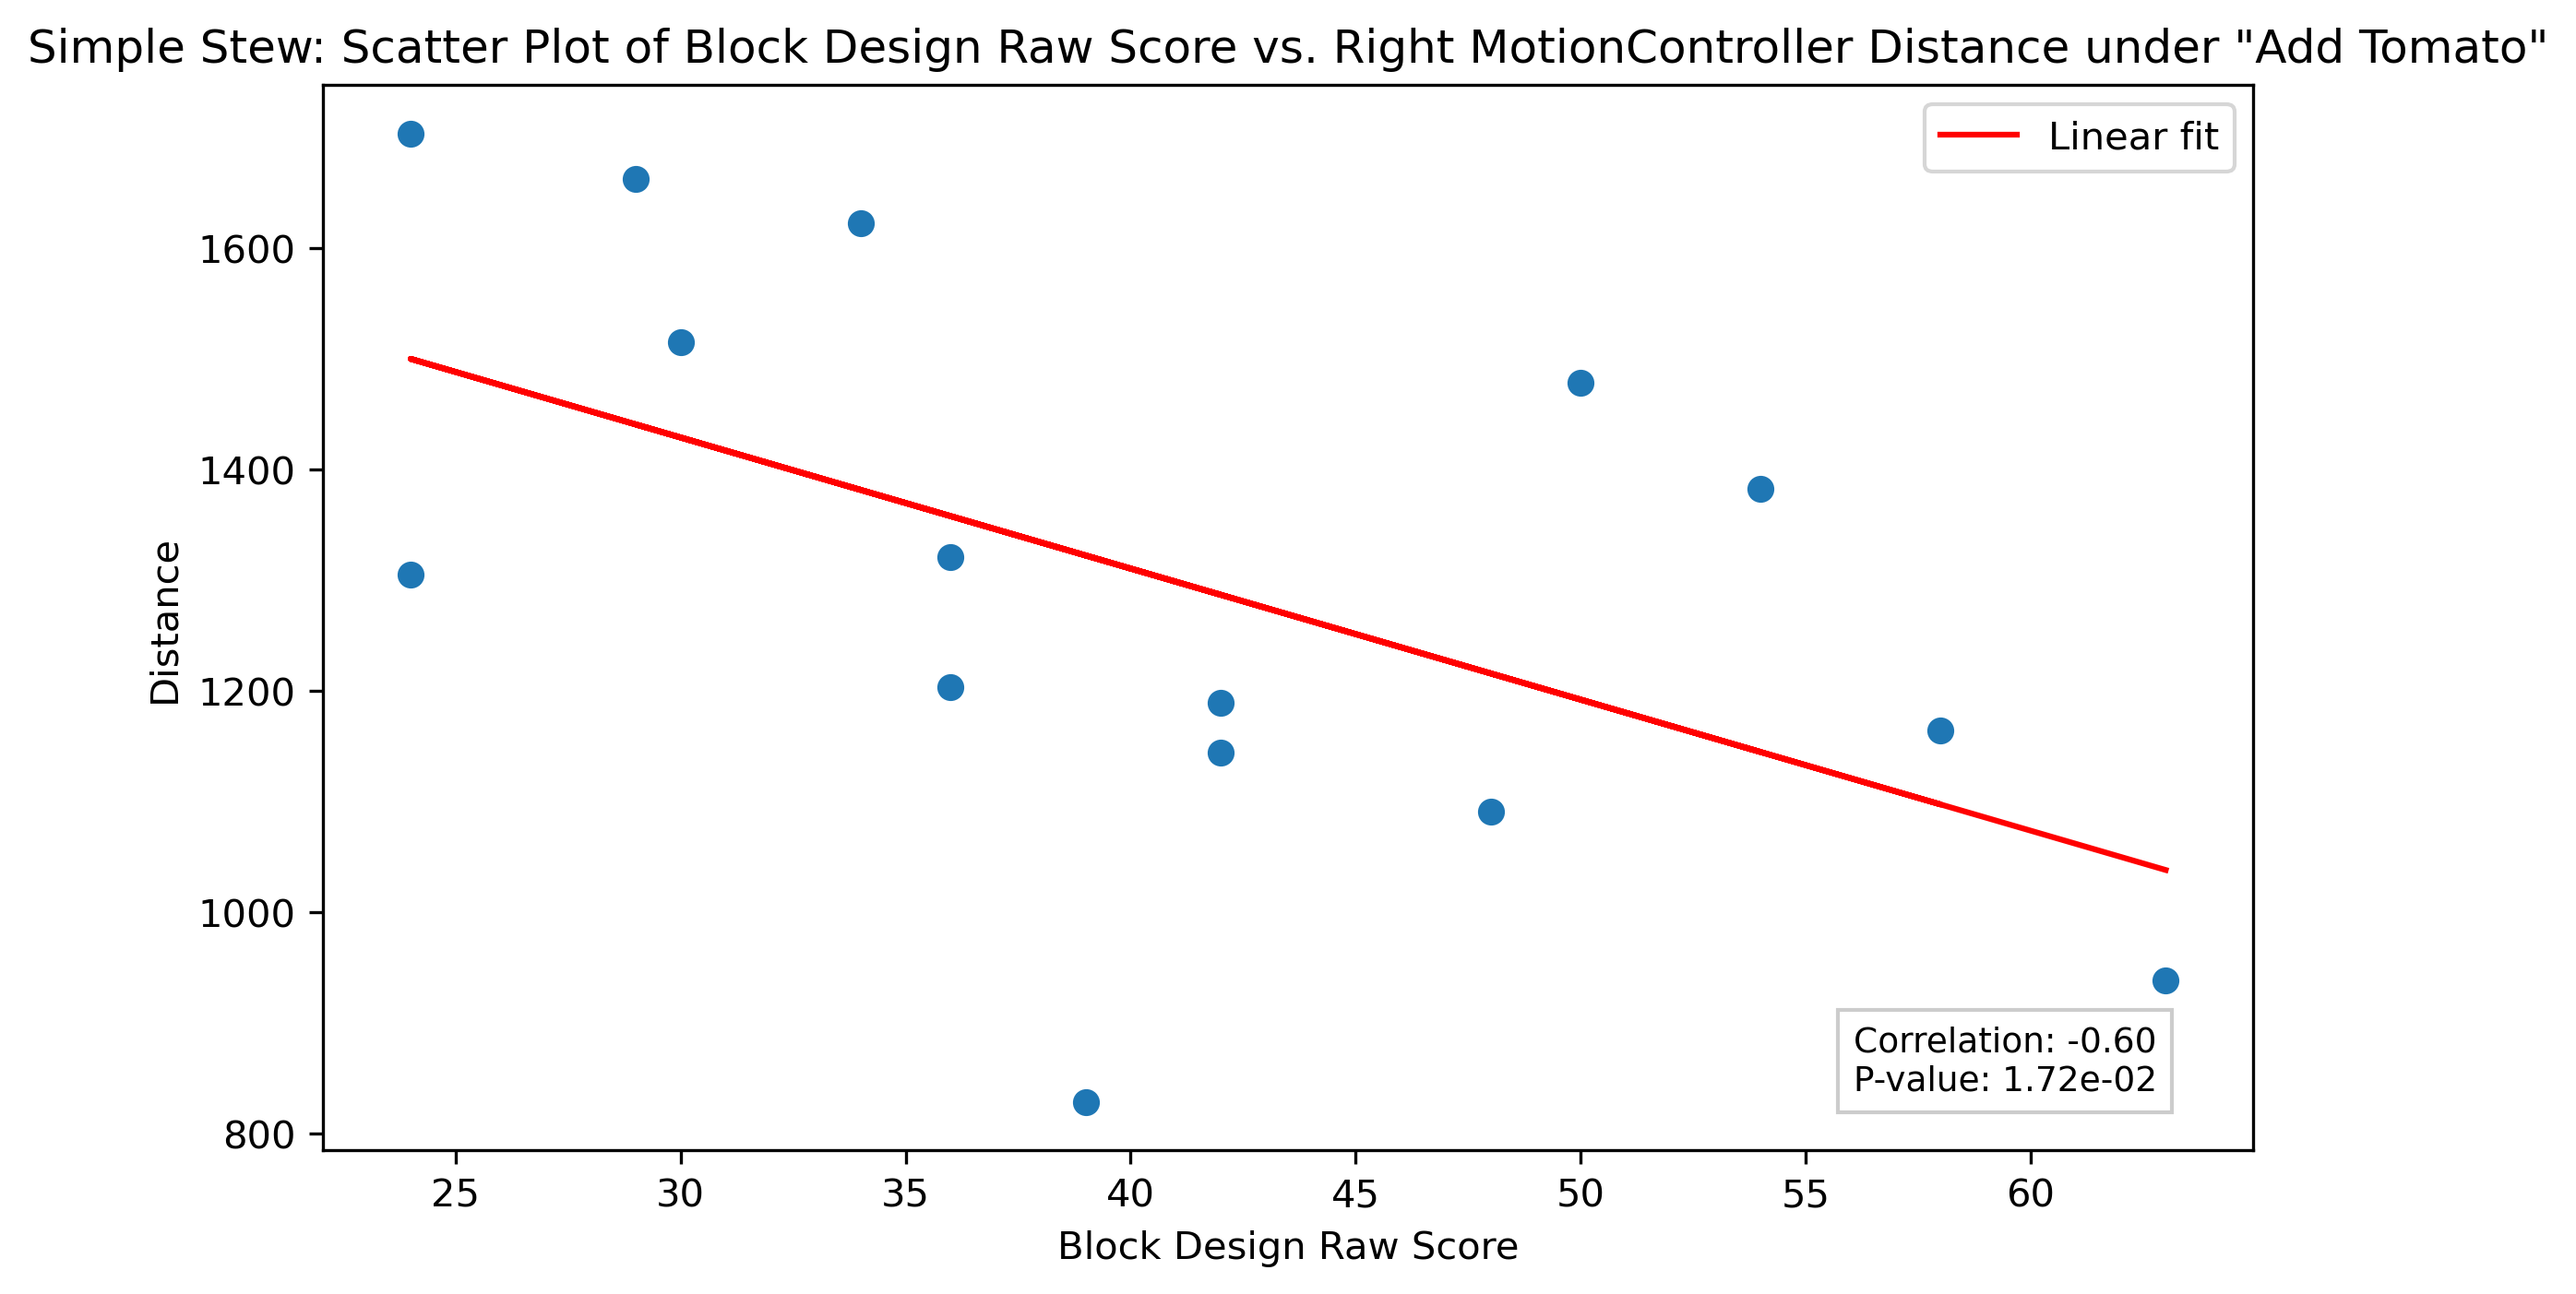 Simple Stew: Scatter Plot of Block Design Raw Score vs. Right MotionController Distance under "Add Tomato"
Linear fit
1600
1400
1200
1000
800
Distance
Correlation: -0.60
P-value: 1.72e-02
25 30 35 40 45 50 55 60
Block Design Raw Score